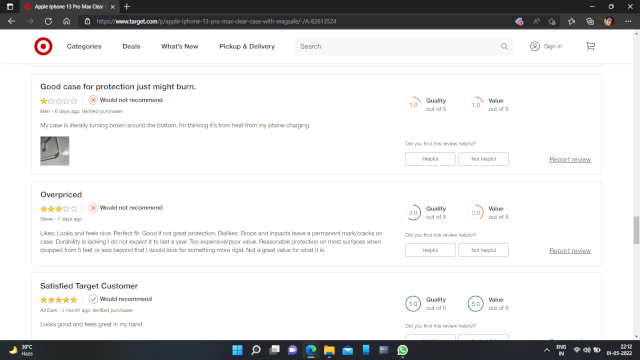 Apple Iphone 13 Pro Max Clear C
https://www.target.com/p/apple-iphone-13-pro-max-clear-case-with-magsafe/-/A-82613524
Categories Deals What's New Pickup & Delivery Search Sign in
Good case for protection just might burn.
Would not recommend
Men - 6 days ago, Verified purchaser
My case is literally turning brown around the bottom. I'm thinking it's from heat from my phone charging.
1.0 Quality out of 5
1.0 Value out of 5
Did you find this review helpful?
Helpful Not helpful Report review
Overpriced
Would not recommend
Steve - 7 days ago
Likes: Looks and feels nice. Perfect fit. Good if not great protection. Dislikes: Drops and impacts leave a permanent mark/cracks on
case. Durability is lacking I do not expect it to last a year. Too expensive/poor value. Reasonable protection on most surfaces when
dropped from 5 feet or less beyond that I would look for something more rigid. Not a great value for what it is.
3.0 Quality out of 5
2.0 Value out of 5
Did you find this review helpful?
Helpful Not helpful Report review
Satisfied Target Customer
Would recommend
All Ears - 1 month ago, Verified purchaser
Looks good and feels great in my hand
5.0 Quality out of 5
5.0 Value out of 5
Did you find this review helpful?
30°C
Haze
ENG
IN
22:12
01-05-2022